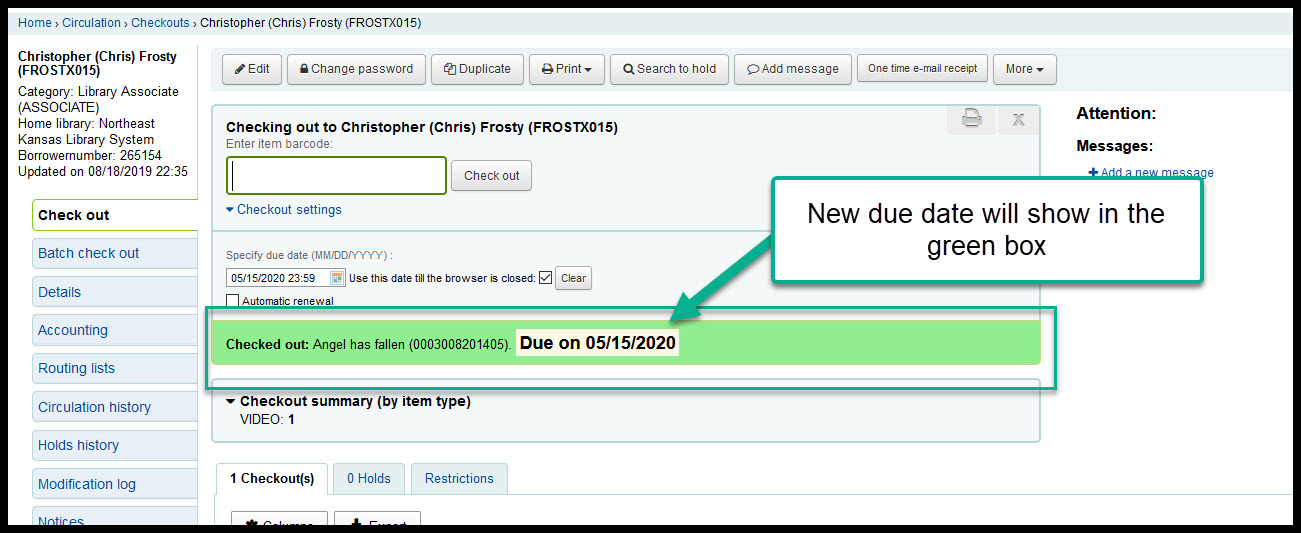 Home › Circulation › Checkouts › Christopher (Chris) Frosty (FROSTX015)
Christopher (Chris) Frosty
(FROSTX015)
Category: Library Associate
(ASSOCIATE)
Home library: Northeast
Kansas Library System
Borrowernumber: 265154
Updated on 08/18/2019 22:35
Check out
Batch check out
Details
Accounting
Routing lists
Circulation history
Holds history
Modification log
Notices
Edit
Change password
Duplicate
Print
Search to hold
Add message
One time e-mail receipt
More
Checking out to Christopher (Chris) Frosty (FROSTX015)
Enter item barcode:
Check out
Checkout settings
Specify due date (MM/DD/YYYY) :
05/15/2020 23:59 Use this date till the browser is closed: Clear
Automatic renewal
Checked out: Angel has fallen (0003008201405). Due on 05/15/2020
Checkout summary (by item type)
VIDEO: 1
1 Checkout(s)
0 Holds
Restrictions
Columns
Export
X
Attention:
Messages:
Add a new message
New due date will show in the
green box